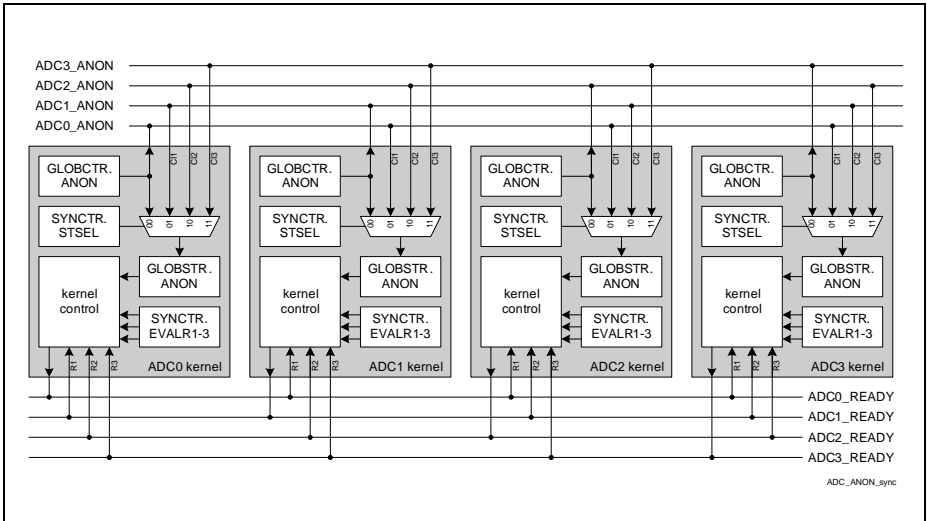 ADC3_ANON
ADC2_ANON
ADC1_ANON
ADC0_ANON
CI1 CI2 CI3
GLOBCTR.
ANON
00 01 10 11
SYNCTR.
STSEL
GLOBSTR.
ANON
kernel
control
SYNCTR.
EVALR1-3
R1 R2 R3
ADC0 kernel
CI1 CI2 CI3
GLOBCTR.
ANON
00 01 10 11
SYNCTR.
STSEL
GLOBSTR.
ANON
kernel
control
SYNCTR.
EVALR1-3
R1 R2 R3
ADC1 kernel
CI1 CI2 CI3
GLOBCTR.
ANON
00 01 10 11
SYNCTR.
STSEL
GLOBSTR.
ANON
kernel
control
SYNCTR.
EVALR1-3
R1 R2 R3
ADC2 kernel
CI1 CI2 CI3
GLOBCTR.
ANON
00 01 10 11
SYNCTR.
STSEL
GLOBSTR.
ANON
kernel
control
SYNCTR.
EVALR1-3
R1 R2 R3
ADC3 kernel
ADC0_READY
ADC1_READY
ADC2_READY
ADC3_READY
ADC_ANON_sync